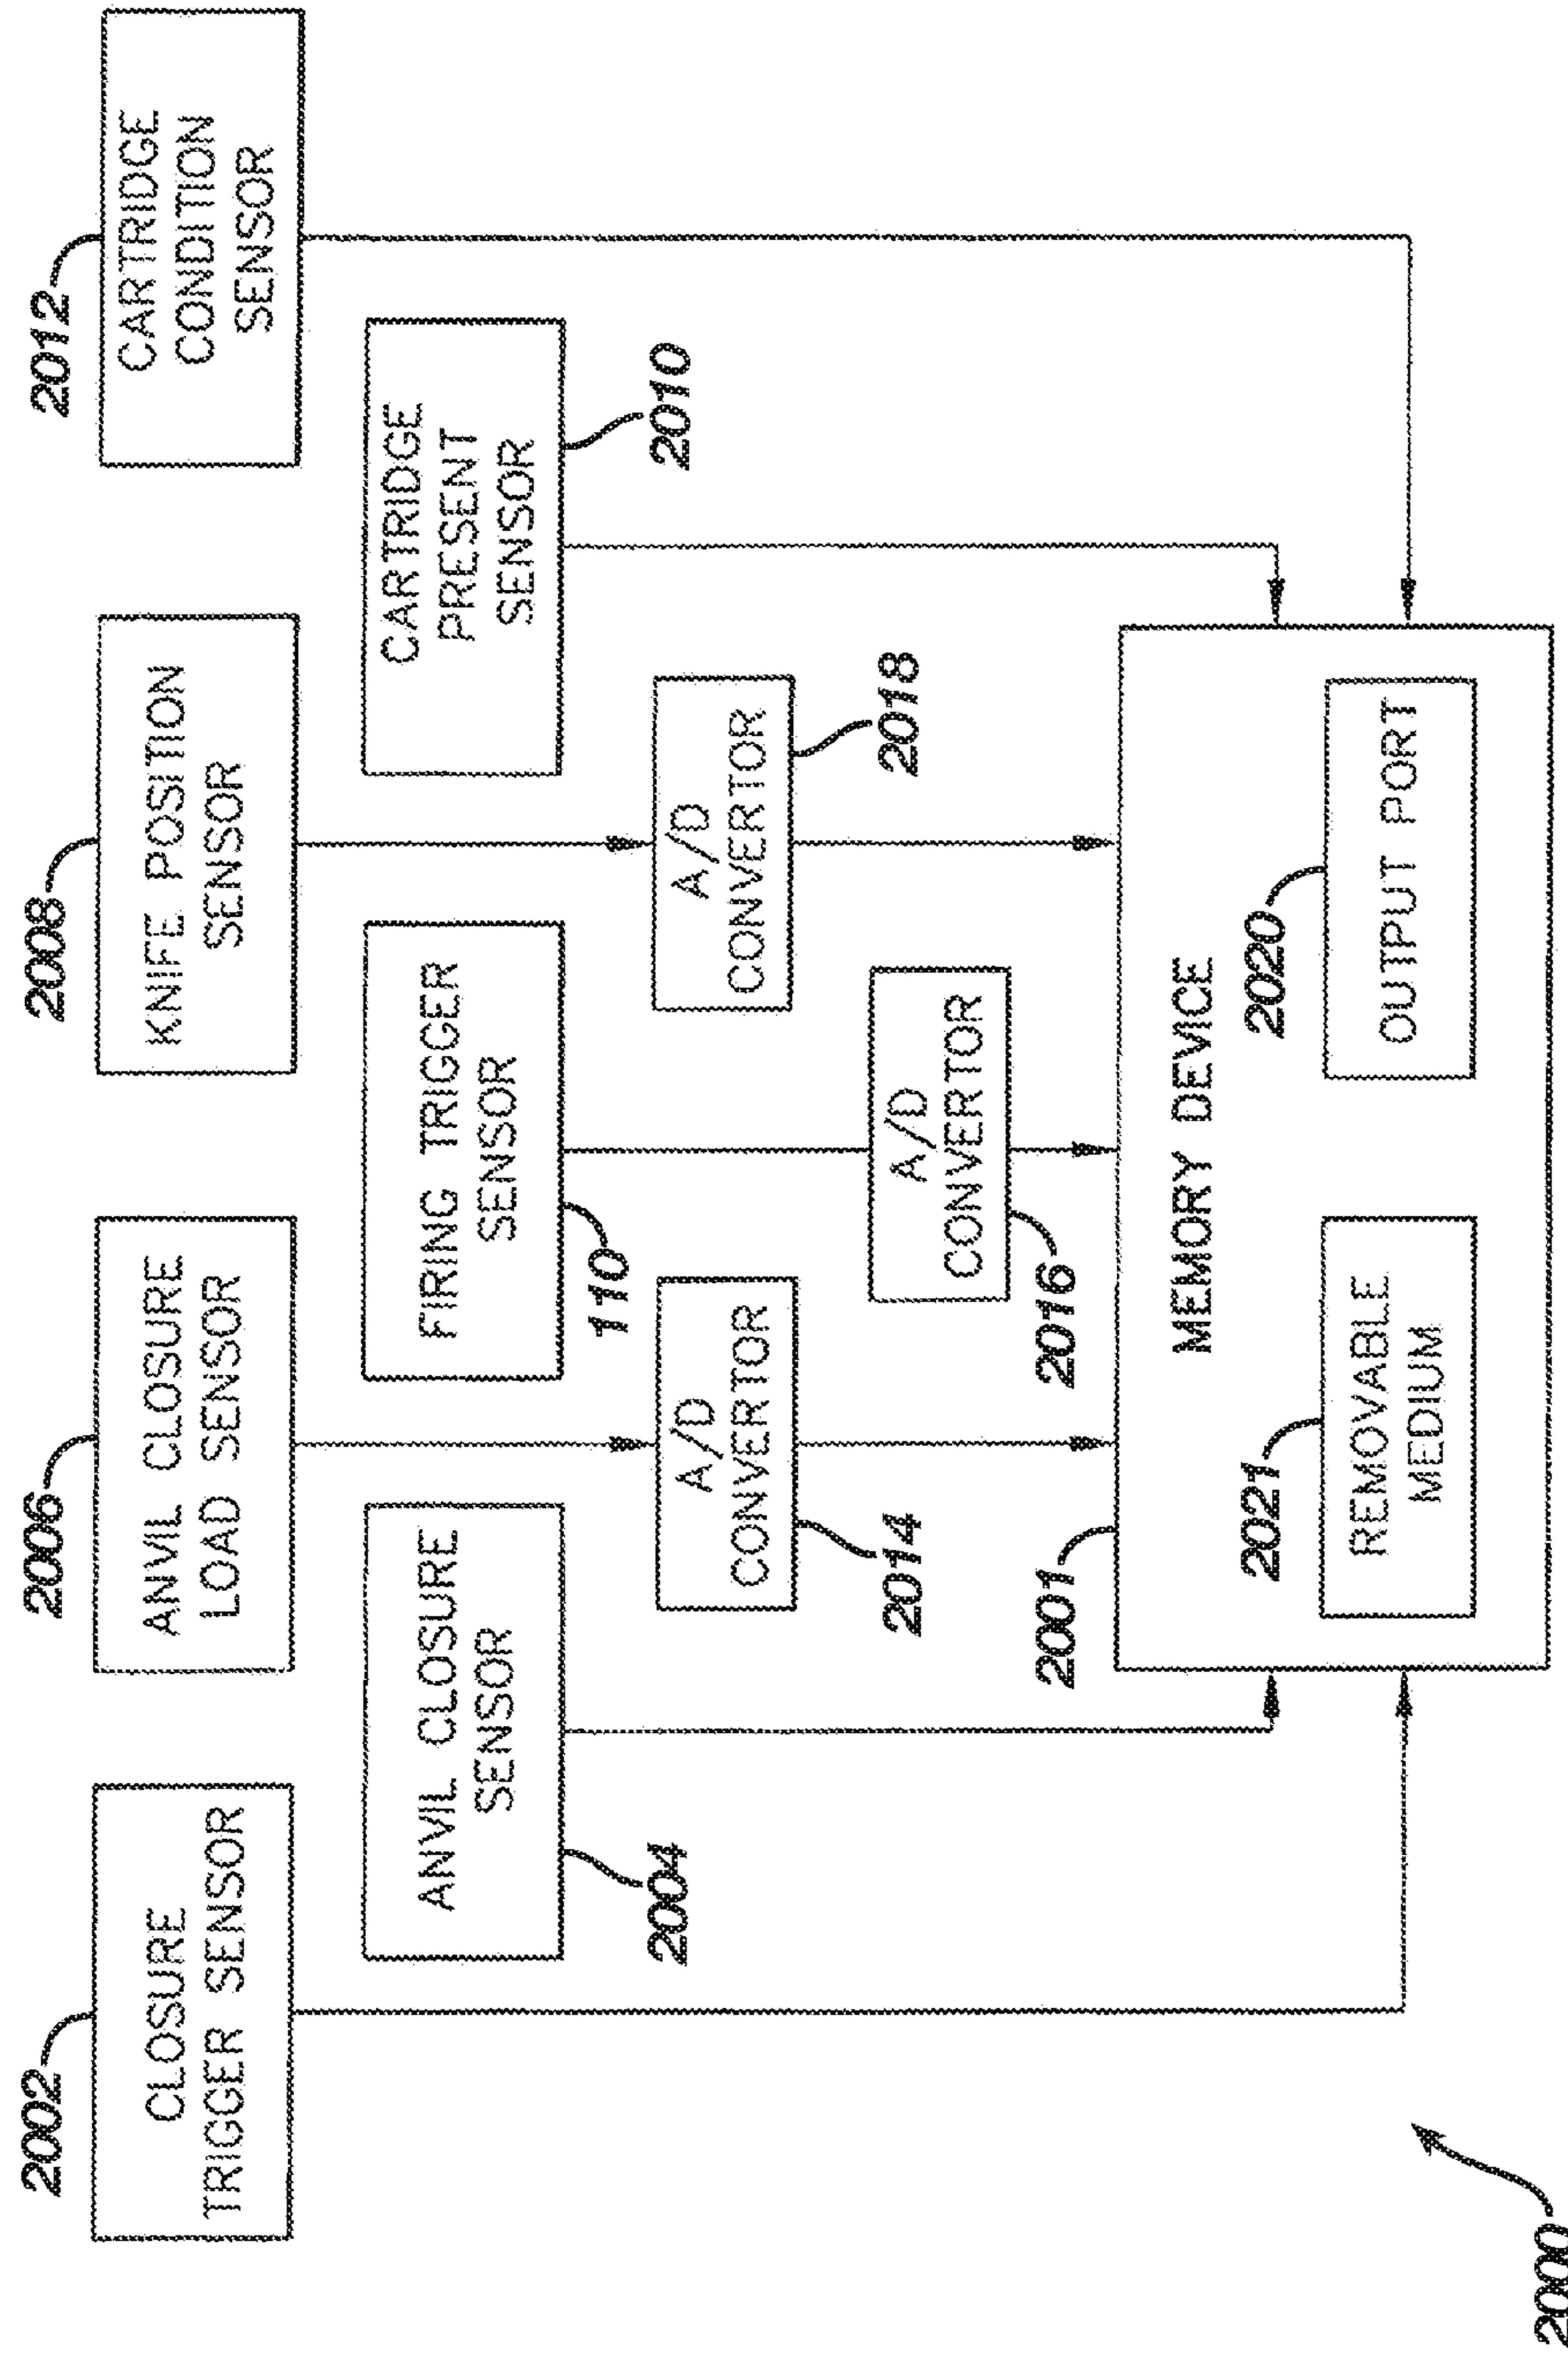 2002
CLOSURE
TRIGGER SENSOR
2006
ANVIL CLOSURE
LOAD SENSOR
2008
KNIFE POSITION
SENSOR
2012
CARTRIDGE
CONDITION
SENSOR
ANVIL CLOSURE
SENSOR
2004
FIRING TRIGGER
SENSOR
110
CARTRIDGE
PRESENT
SENSOR
2010
A/D
CONVERTOR
2014
A/D
CONVERTOR
2018
A/D
CONVERTOR
2016
2001
MEMORY DEVICE
2021
REMOVABLE
MEDIUM
2020
OUTPUT PORT
2000